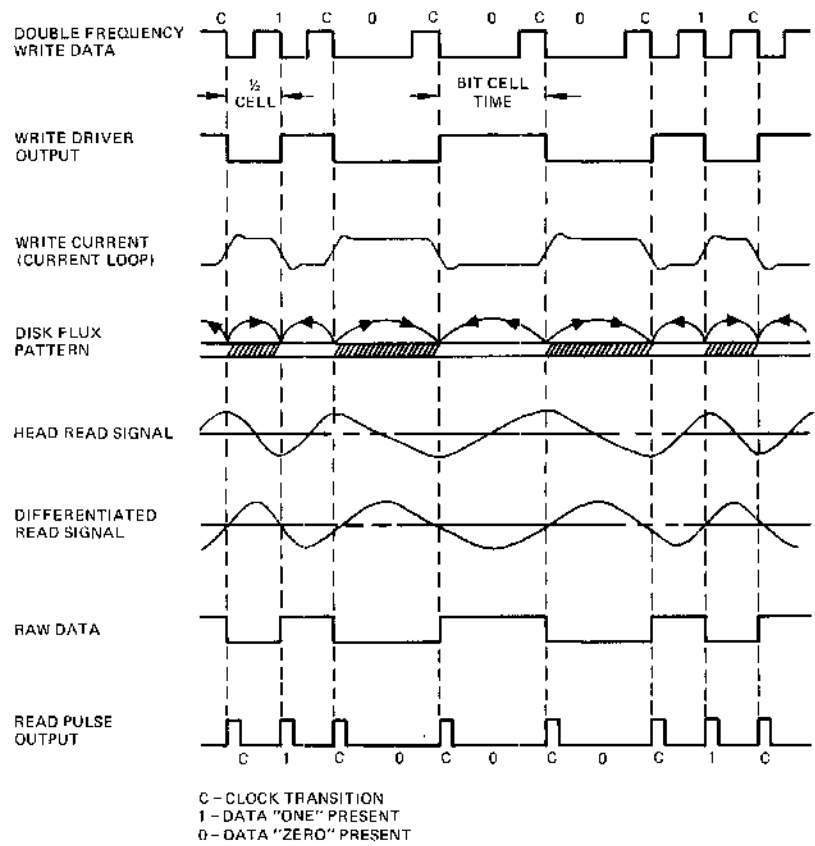 C 1 C 0 C 0 C 0 C 1 C
DOUBLE FREQUENCY
WRITE DATA
½
CELL
BIT CELL
TIME
WRITE DRIVER
OUTPUT
WRITE CURRENT
(CURRENT LOOP)
DISK FLUX
PATTERN
HEAD READ SIGNAL
DIFFERENTIATED
READ SIGNAL
RAW DATA
READ PULSE
OUTPUT
C 1 C 0 C 0 C 0 C 1 C
C – CLOCK TRANSITION
1 – DATA "ONE" PRESENT
0 – DATA "ZERO" PRESENT